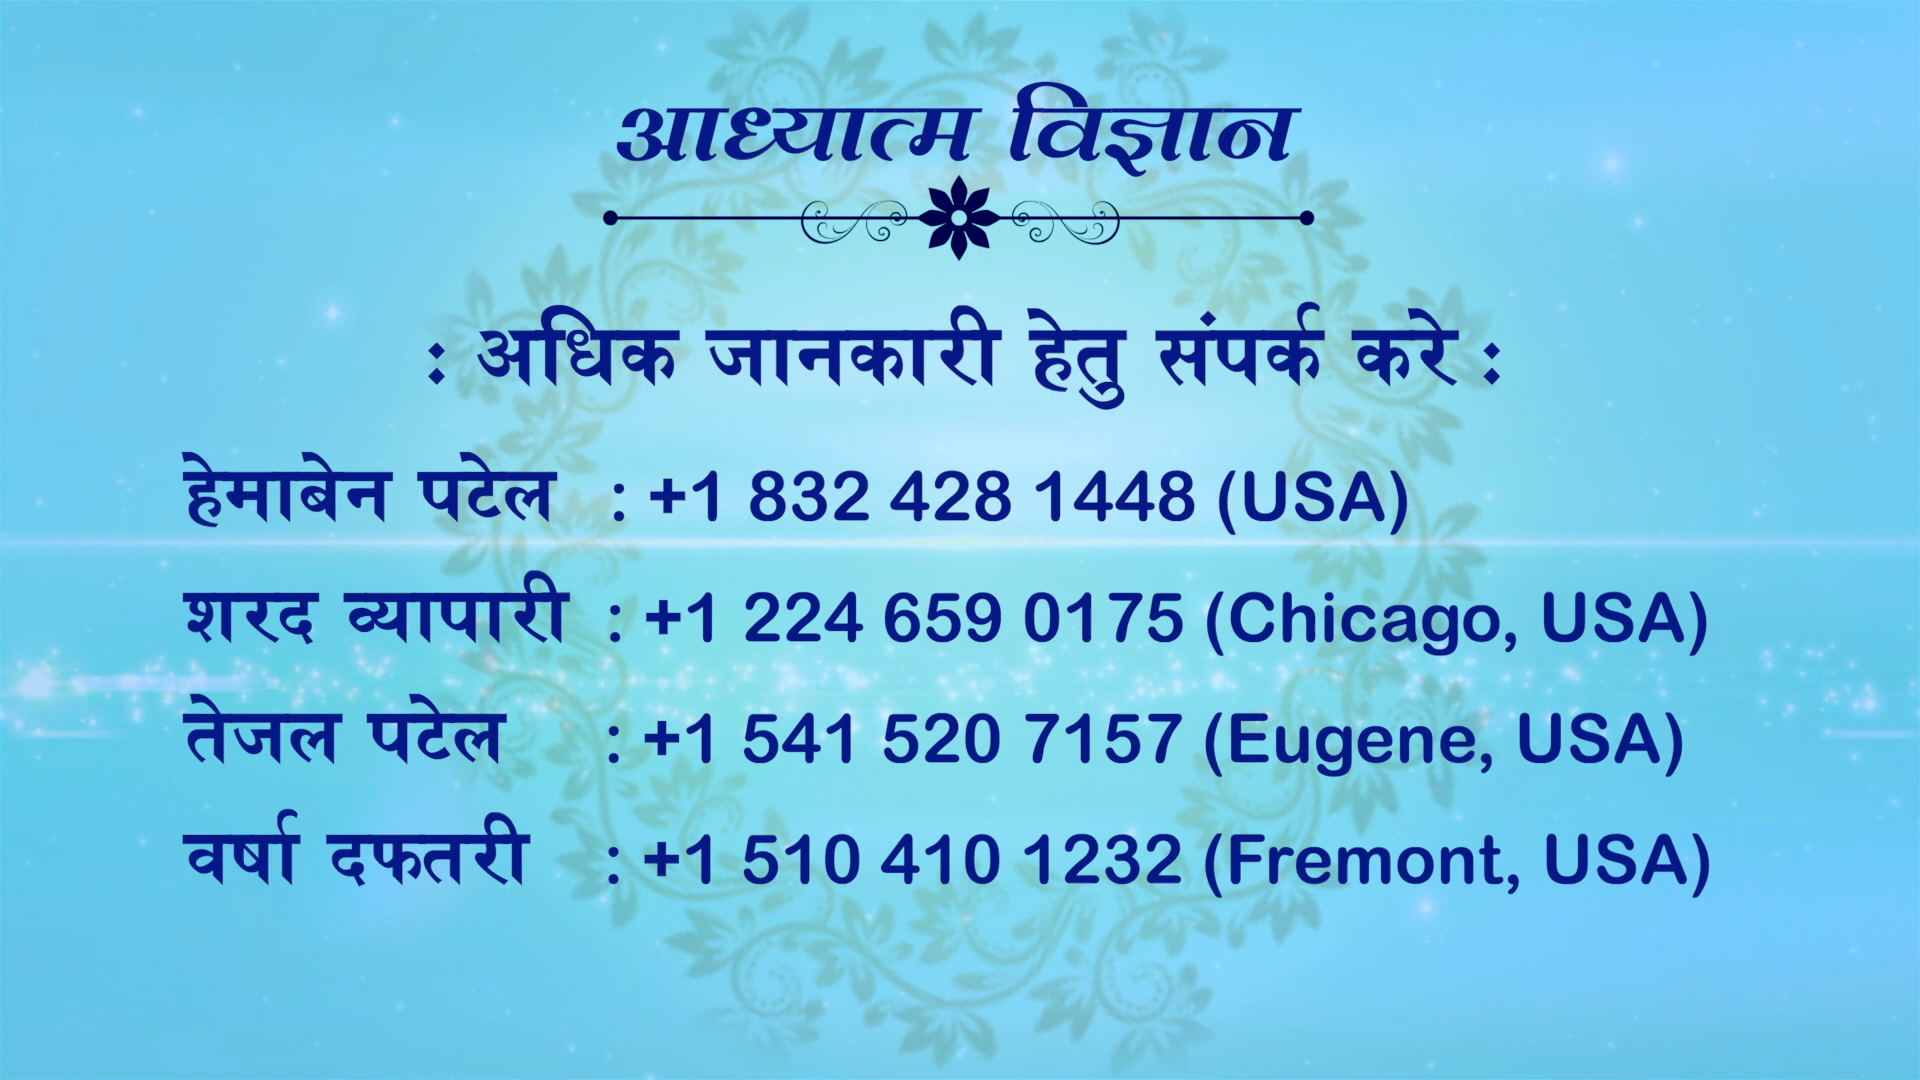 आध्यात्म विज्ञान
: अधिक जानकारी हेतु संपर्क करे :
हेमाबेन पटेल : +1 832 428 1448 (USA)
शरद व्यापारी : +1 224 659 0175 (Chicago, USA)
तेजल पटेल : +1 541 520 7157 (Eugene, USA)
वर्षा दफतरी : +1 510 410 1232 (Fremont, USA)